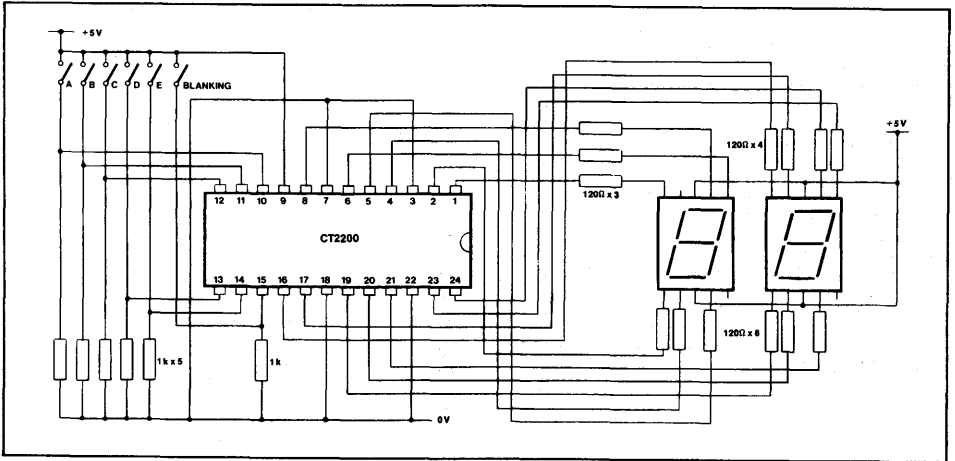 +5V
A B C D E BLANKING
+5V
120Ω x 4
120Ω x 3
12 11 10 9 8 7 6 5 4 3 2 1
CT2200
13 14 15 16 17 18 19 20 21 22 23 24
1k x 5
1k
120Ω x 6
0V